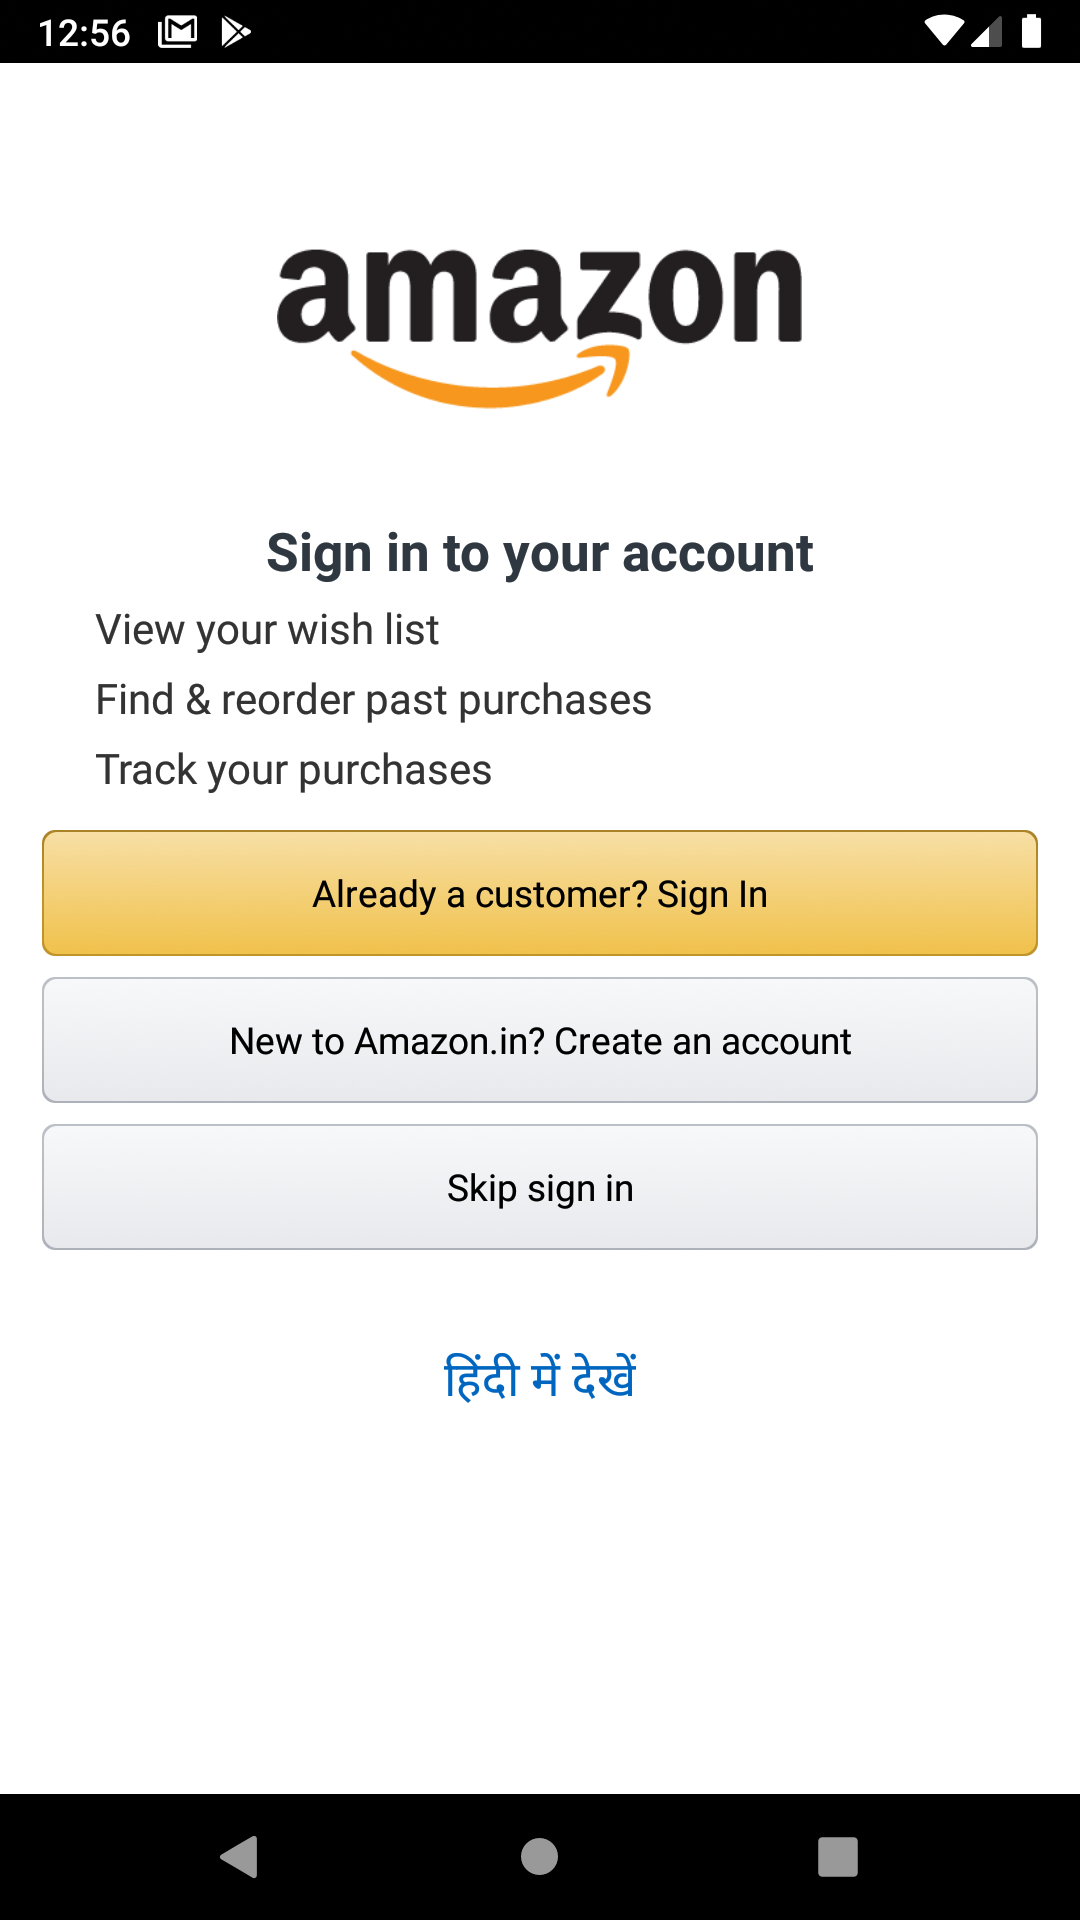 12:56
amazon
Sign in to your account
View your wish list
Find & reorder past purchases
Track your purchases
Already a customer? Sign In
New to Amazon.in? Create an account
Skip sign in
हिंदी में देखें